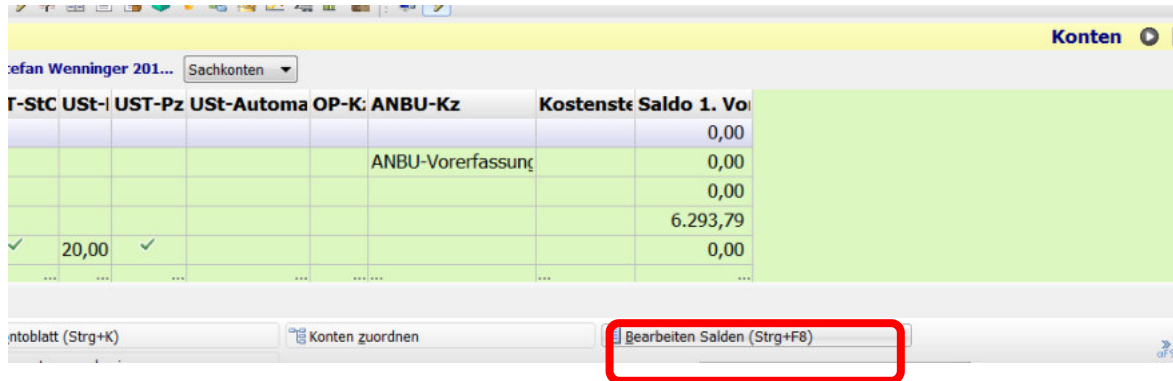 Konten
efan Wenninger 201... Sachkonten
T-StC USt-I UST-Pz USt-Automa OP-K: ANBU-Kz Kostenste Saldo 1. Vo
0,00
ANBU-Vorerfassung 0,00
0,00
6.293,79
20,00 0,00
... ... ... ... ... ... ... ...
ntoblatt (Strg+K) Konten zuordnen Bearbeiten Salden (Strg+F8)